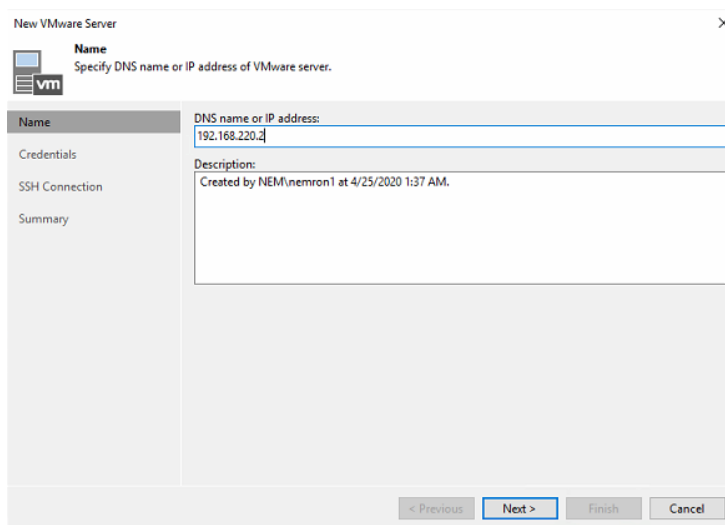 New VMware Server
Name
Specify DNS name or IP address of VMware server.
vm
Name
Credentials
SSH Connection
Summary
DNS name or IP address:
192.168.220.2
Description:
Created by NEM\nemron1 at 4/25/2020 1:37 AM.
< Previous
Next >
Finish
Cancel